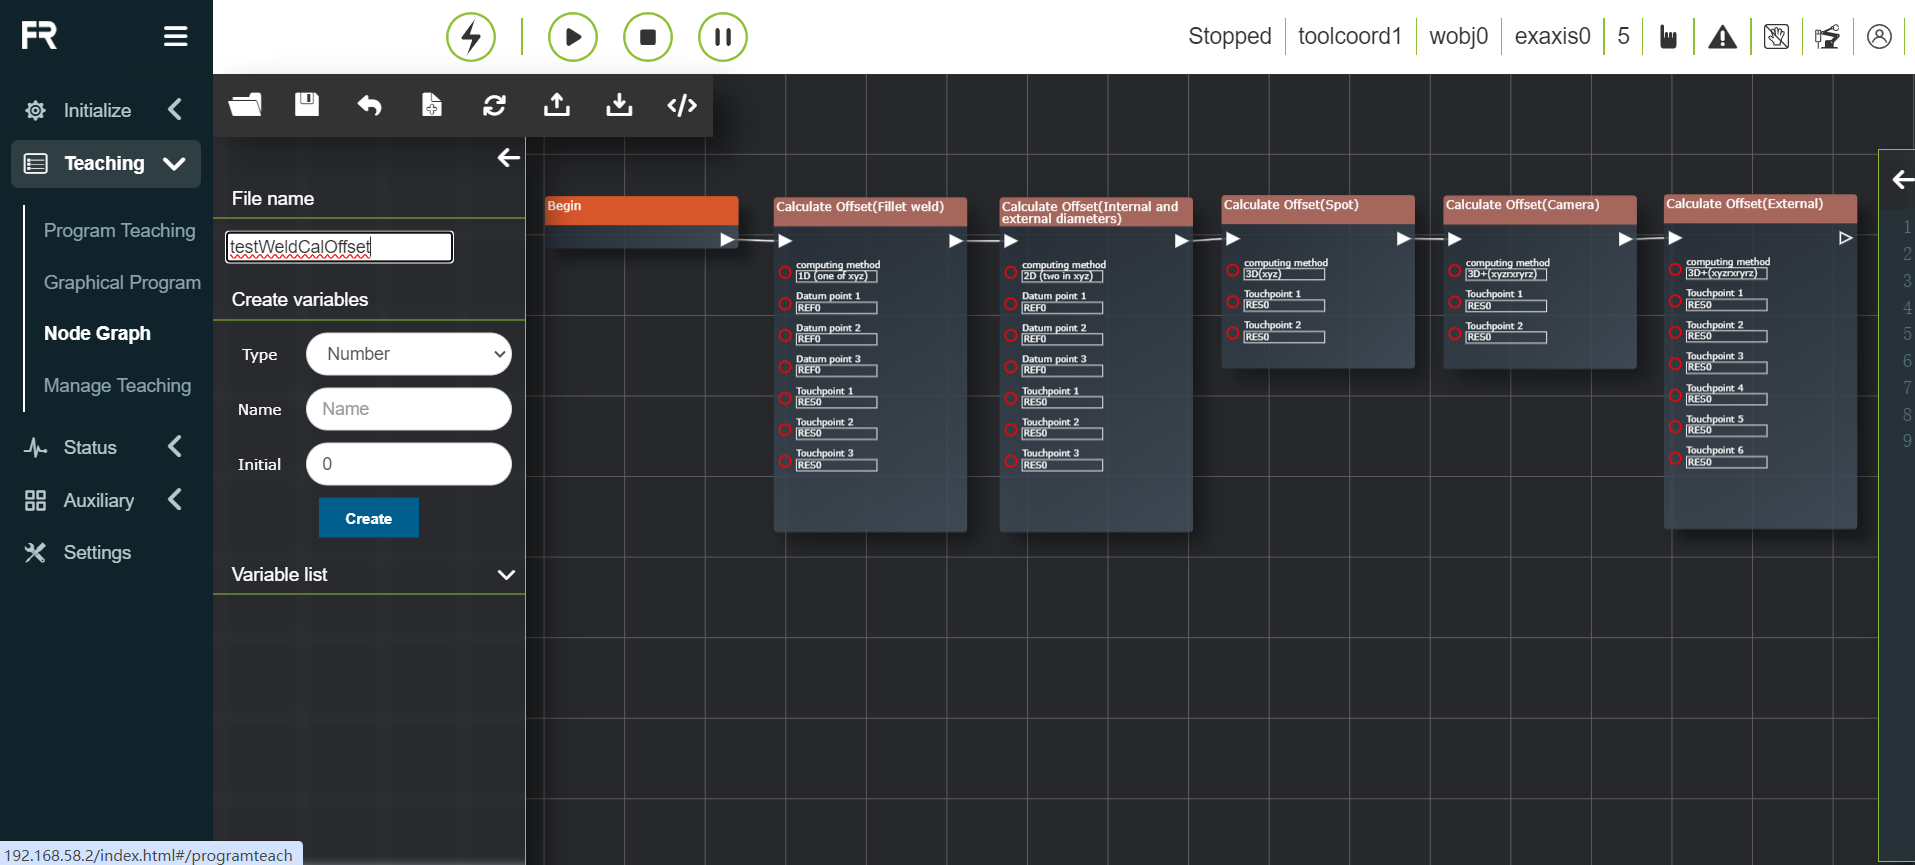 FR
Stopped
toolcoord1
wobj0
exaxis0
5
Initialize
Teaching
Program Teaching
Graphical Program
Node Graph
Manage Teaching
Status
Auxiliary
Settings
File name
testWeldCalOffset
Create variables
Type
Number
Name
Name
Initial
0
Create
Variable list
Begin
Calculate Offset(Fillet weld)
computing method
1D (one of xyz)
Datum point 1
REF0
Datum point 2
REF0
Datum point 3
REF0
Touchpoint 1
RES0
Touchpoint 2
RES0
Touchpoint 3
RES0
Calculate Offset(Internal and
external diameters)
computing method
2D (two in xyz)
Datum point 1
REF0
Datum point 2
REF0
Datum point 3
REF0
Touchpoint 1
RES0
Touchpoint 2
RES0
Touchpoint 3
RES0
Calculate Offset(Spot)
computing method
3D(xyz)
Touchpoint 1
RES0
Touchpoint 2
RES0
Calculate Offset(Camera)
computing method
3D+(xyzrxryrz)
Touchpoint 1
RES0
Touchpoint 2
RES0
Calculate Offset(External)
computing method
3D+(xyzrxryrz)
Touchpoint 1
RES0
Touchpoint 2
RES0
Touchpoint 3
RES0
Touchpoint 4
RES0
Touchpoint 5
RES0
Touchpoint 6
RES0
1
2
3
4
5
6
7
8
9
192.168.58.2/index.html#/programteach